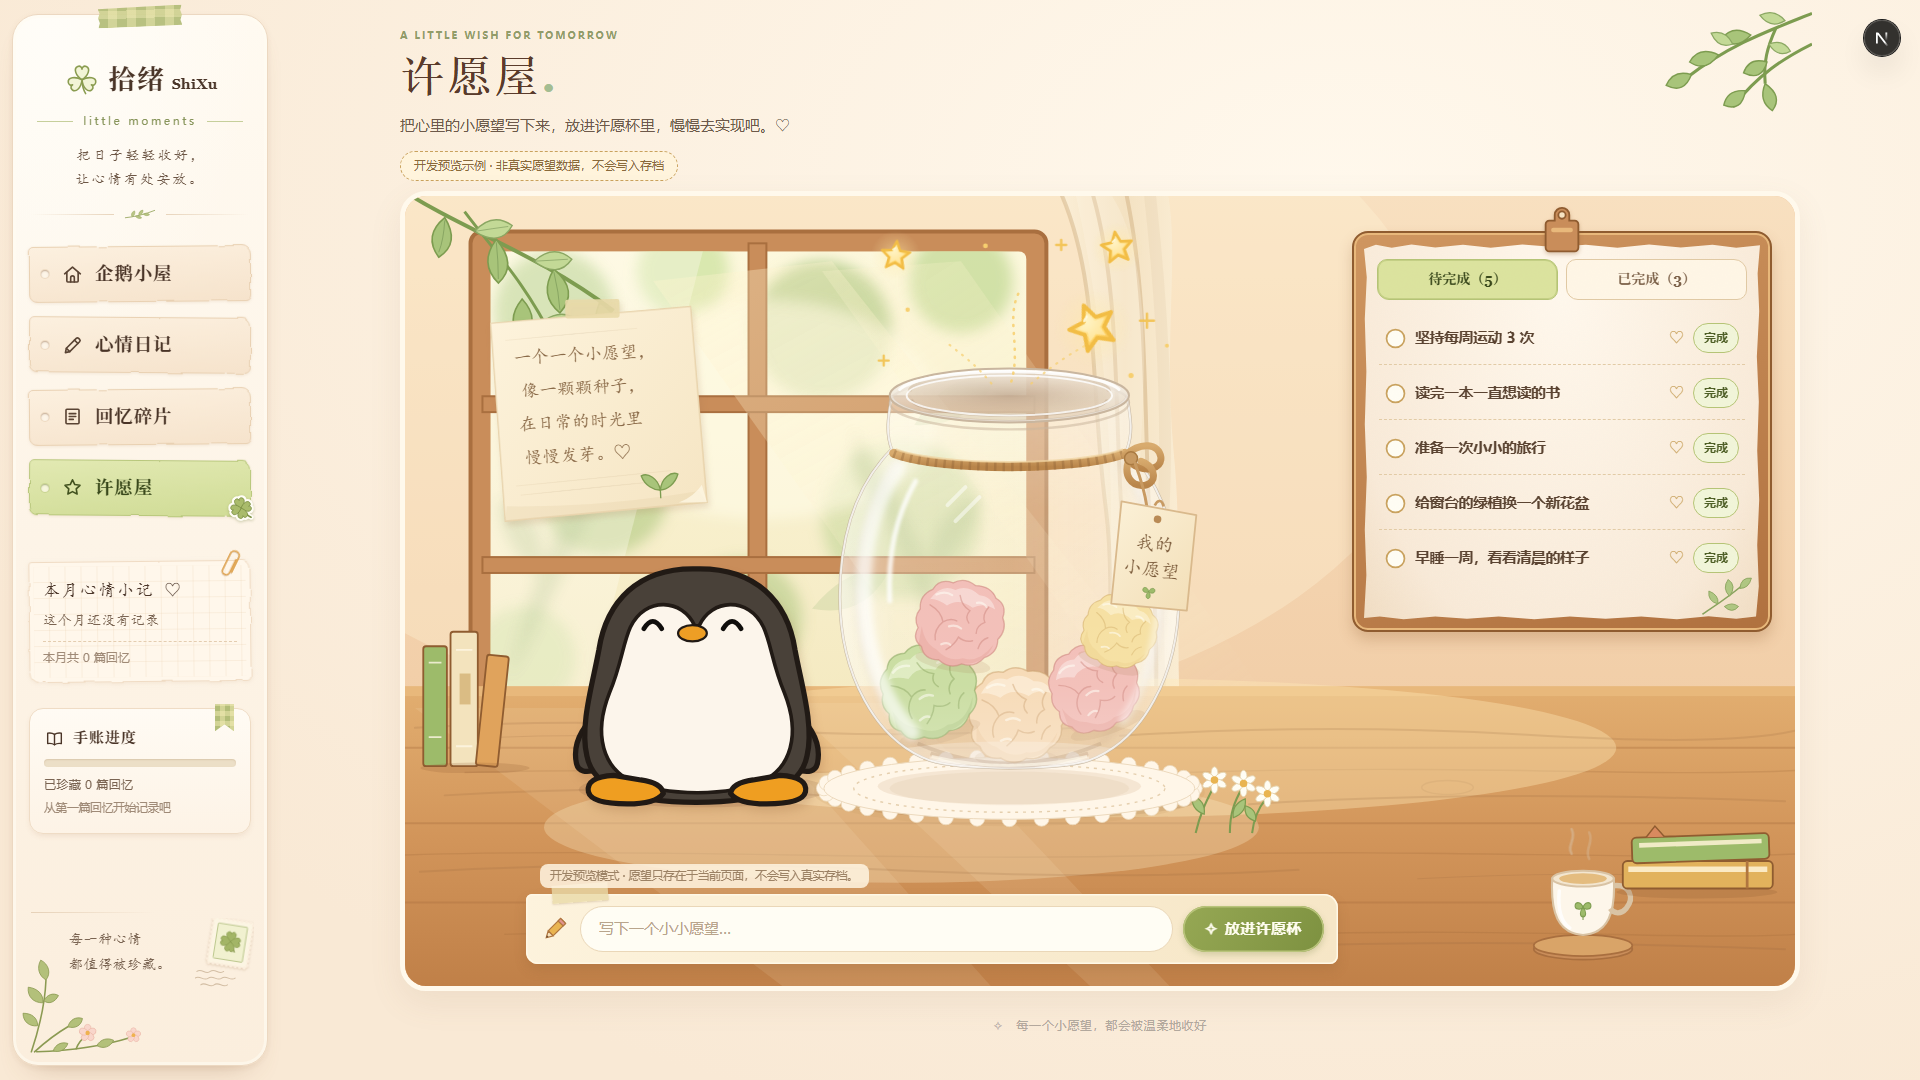 拾绪 ShiXu
little moments
把日子轻轻收好，
让心情有处安放。
企鹅小屋
心情日记
回忆碎片
许愿屋
本月心情小记 ♡
这个月还没有记录
本月共 0 篇回忆
手账进度
已珍藏 0 篇回忆
从第一篇回忆开始记录吧
每一种心情
都值得被珍藏。
A LITTLE WISH FOR TOMORROW
许愿屋
把心里的小愿望写下来，放进许愿杯里，慢慢去实现吧。♡
开发预览示例 · 非真实愿望数据，不会写入存档
一个一个小愿望，
像一颗颗种子，
在日常的时光里
慢慢发芽。♡
我的
小愿望
待完成（5）
已完成（3）
坚持每周运动 3 次 ♡ 完成
读完一本一直想读的书 ♡ 完成
准备一次小小的旅行 ♡ 完成
给窗台的绿植换一个新花盆 ♡ 完成
早睡一周，看看清晨的样子 ♡ 完成
开发预览模式 · 愿望只存在于当前页面，不会写入真实存档。
写下一个小小愿望...
✧ 放进许愿杯
✧ 每一个小愿望，都会被温柔地收好
N